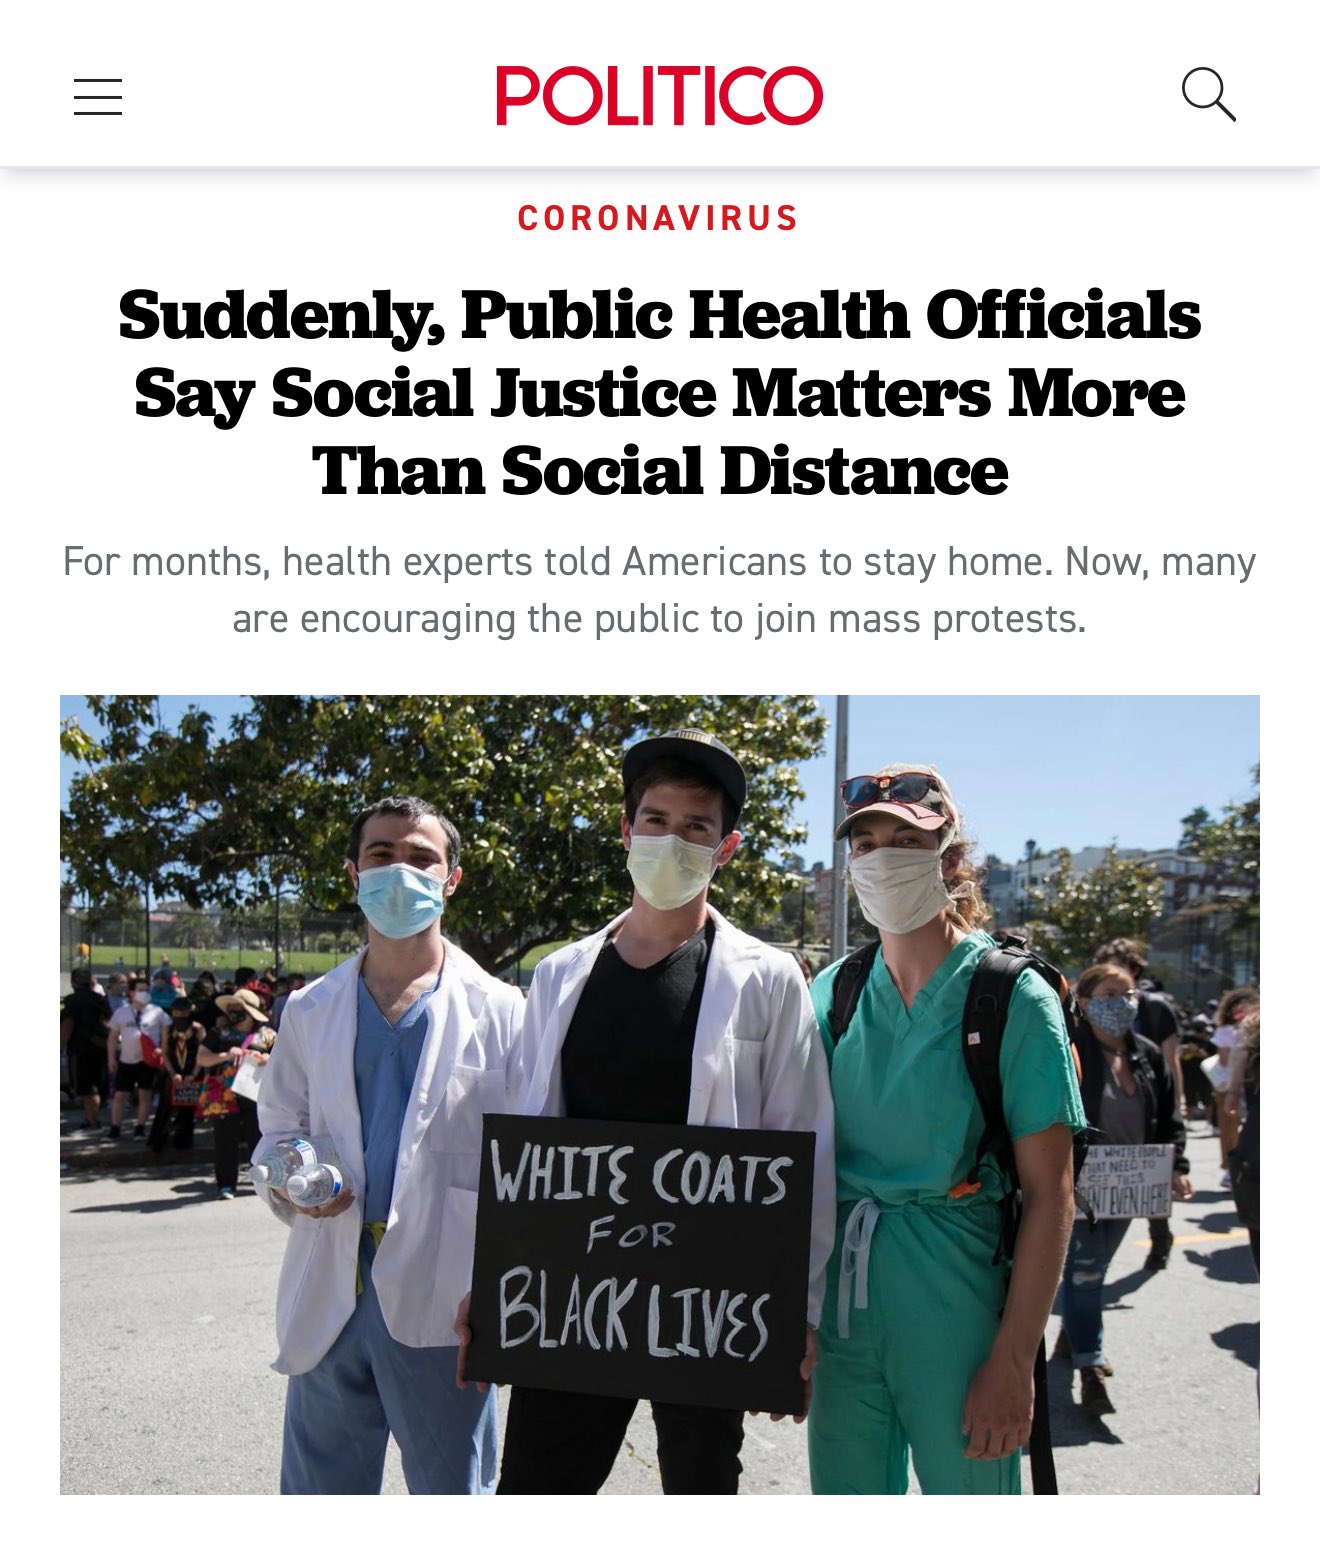 POLITICO
CORONAVIRUS
Suddenly, Public Health Officials
Say Social Justice Matters More
Than Social Distance
For months, health experts told Americans to stay home. Now, many
are encouraging the public to join mass protests.
WHITE COATS
FOR
BLACK LIVES
WHITE PEOPLE
THAT NEED TO
SEE THIS
EVEN HERE